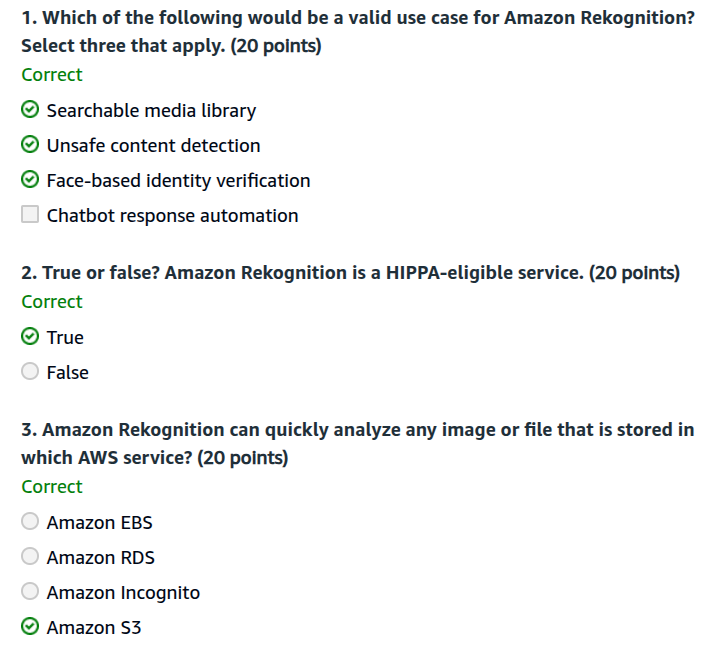 1. Which of the following would be a valid use case for Amazon Rekognition?
Select three that apply. (20 points)
Correct
Searchable media library
Unsafe content detection
Face-based identity verification
Chatbot response automation
2. True or false? Amazon Rekognition is a HIPPA-eligible service. (20 points)
Correct
True
False
3. Amazon Rekognition can quickly analyze any image or file that is stored in
which AWS service? (20 points)
Correct
Amazon EBS
Amazon RDS
Amazon Incognito
Amazon S3